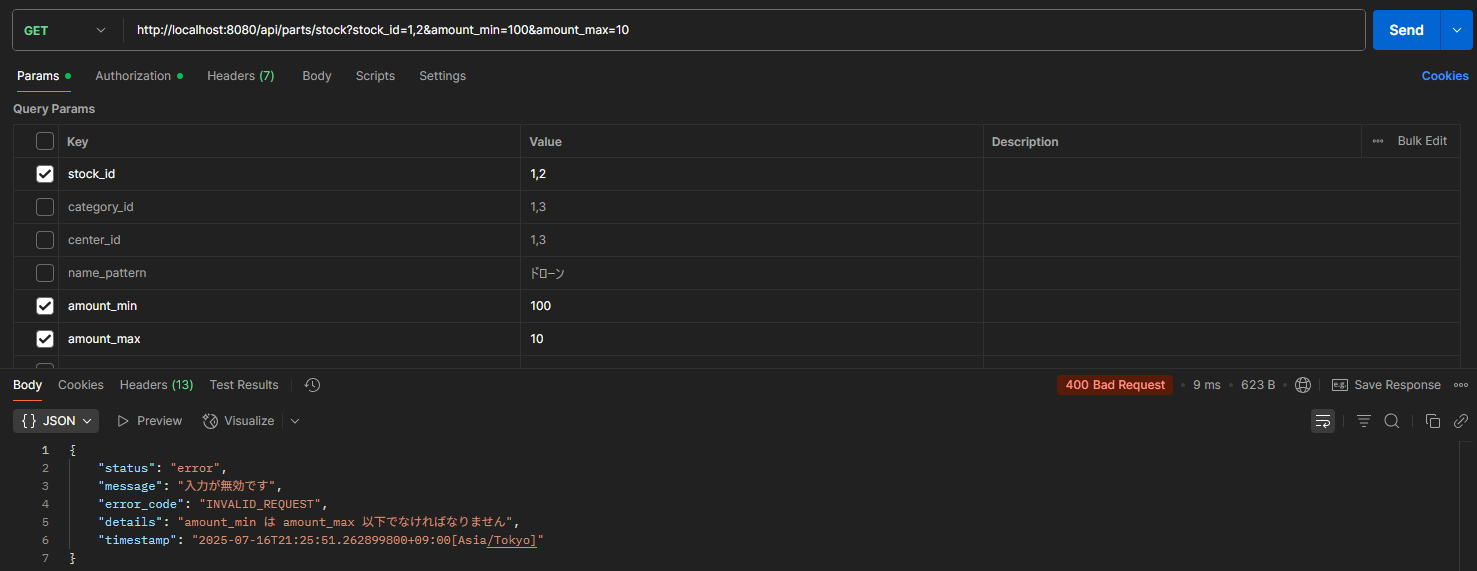 GET http://localhost:8080/api/parts/stock?stock_id=1,2&amount_min=100&amount_max=10 Send
Params Authorization Headers (7) Body Scripts Settings Cookies
Query Params
Key Value Description Bulk Edit
stock_id 1,2
category_id 1,3
center_id 1,3
name_pattern ドローン
amount_min 100
amount_max 10
Body Cookies Headers (13) Test Results 400 Bad Request 9 ms 623 B e.g. Save Response
{} JSON Preview Visualize
1 {
2 "status": "error",
3 "message": "入力が無効です",
4 "error_code": "INVALID_REQUEST",
5 "details": "amount_min は amount_max 以下でなければなりません",
6 "timestamp": "2025-07-16T21:25:51.262899800+09:00[Asia/Tokyo]"
7 }